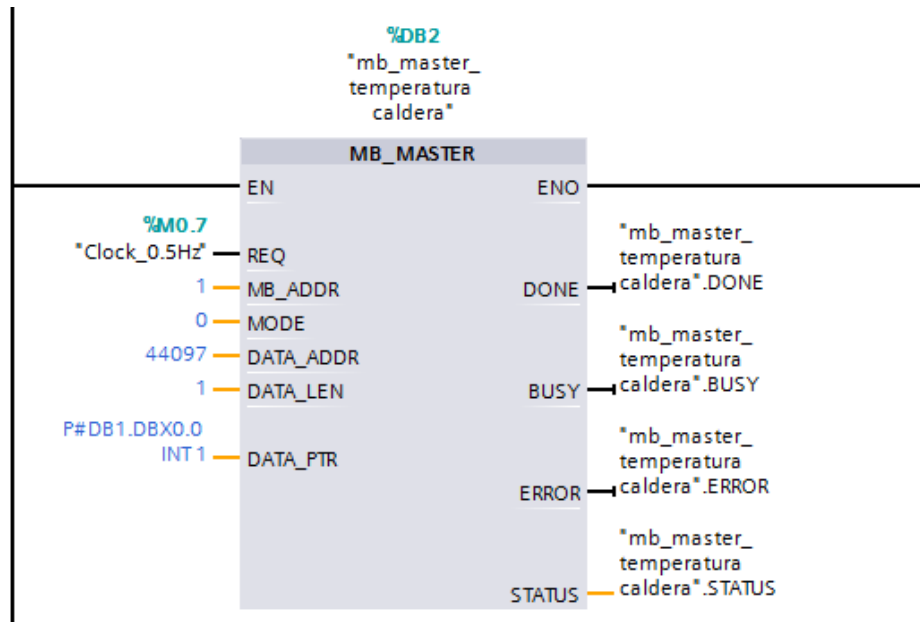 %DB2
"mb_master_
temperatura
caldera"
MB_MASTER
EN
ENO
%M0.7
"Clock_0.5Hz"
REQ
1
MB_ADDR
0
MODE
44097
DATA_ADDR
1
DATA_LEN
P#DB1.DBX0.0
INT 1
DATA_PTR
DONE
"mb_master_
temperatura
caldera".DONE
BUSY
"mb_master_
temperatura
caldera".BUSY
ERROR
"mb_master_
temperatura
caldera".ERROR
STATUS
"mb_master_
temperatura
caldera".STATUS